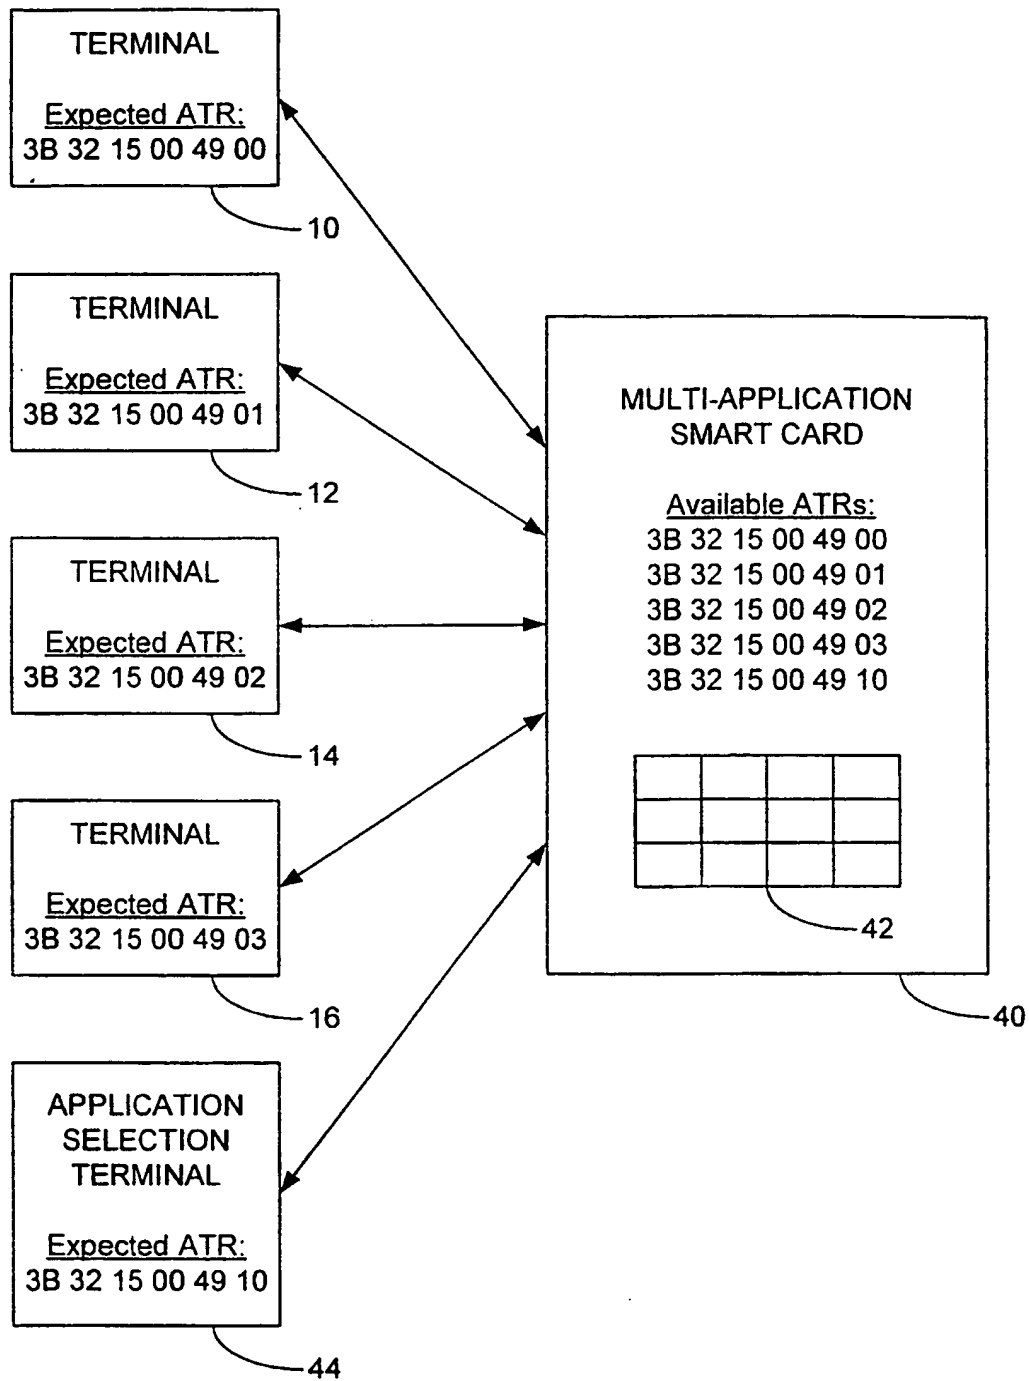 TERMINAL
Expected ATR:
3B 32 15 00 49 00
10
TERMINAL
Expected ATR:
3B 32 15 00 49 01
12
TERMINAL
Expected ATR:
3B 32 15 00 49 02
14
TERMINAL
Expected ATR:
3B 32 15 00 49 03
16
APPLICATION
SELECTION
TERMINAL
Expected ATR:
3B 32 15 00 49 10
44
MULTI-APPLICATION
SMART CARD
Available ATRs:
3B 32 15 00 49 00
3B 32 15 00 49 01
3B 32 15 00 49 02
3B 32 15 00 49 03
3B 32 15 00 49 10
42
40